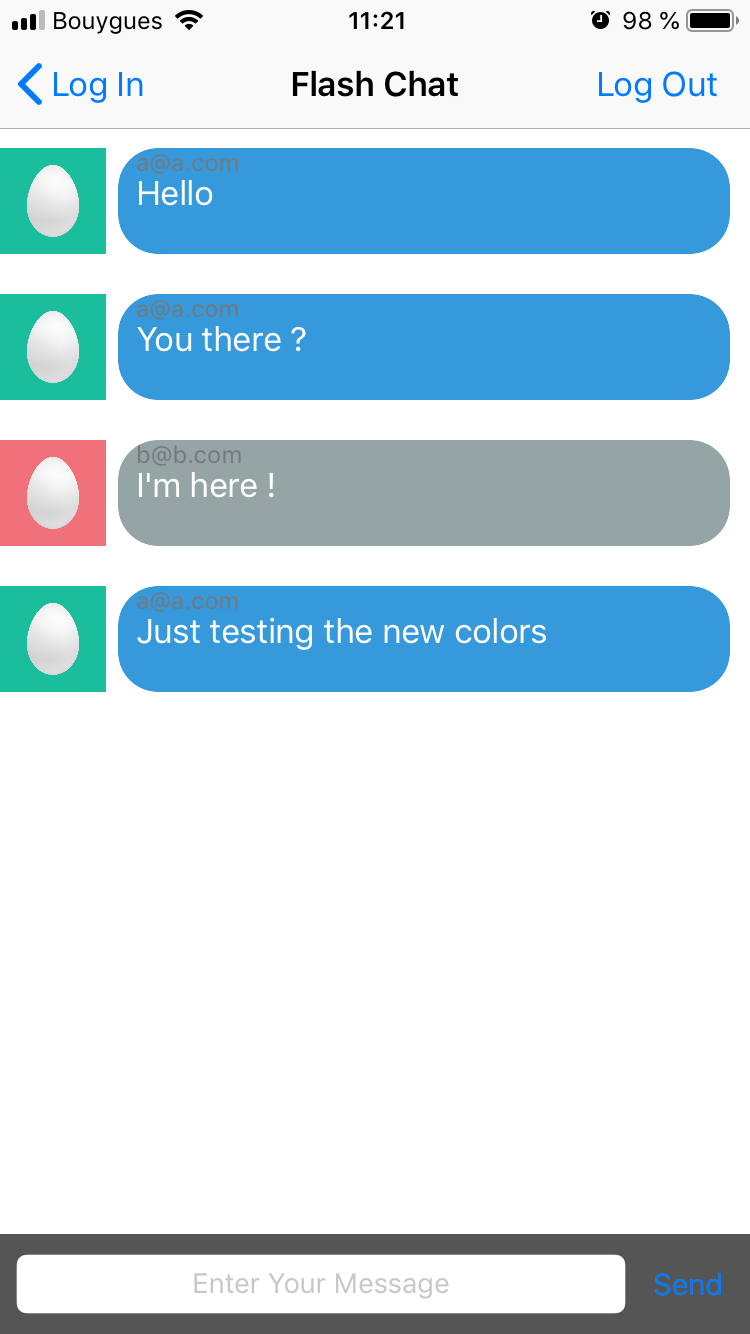 Bouygues 11:21 98 %
Log In Flash Chat Log Out
a@a.com
Hello
a@a.com
You there ?
b@b.com
I'm here !
a@a.com
Just testing the new colors
Enter Your Message Send